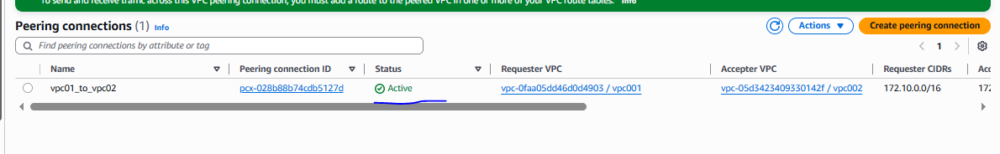 To send and receive traffic across this VPC peering connection, you must add a route to the peered VPC in one or more of your VPC route tables. Info
Peering connections (1) Info
Actions
Create peering connection
Find peering connections by attribute or tag
1
Name Peering connection ID Status Requester VPC Accepter VPC Requester CIDRs Acc
vpc01_to_vpc02 pcx-028b88b74cdb5127d Active vpc-0faa05dd46d0d4903 / vpc001 vpc-05d3423409330142f / vpc002 172.10.0.0/16 172